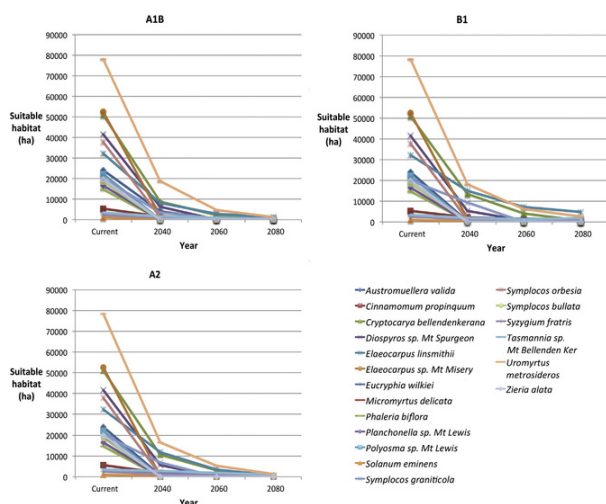 A1B
90000
80000
70000
60000
Suitable 50000
habitat
(ha) 40000
30000
20000
10000
0
Current 2040 2060 2080
Year
B1
90000
80000
70000
60000
Suitable 50000
habitat
(ha) 40000
30000
20000
10000
0
Current 2040 2060 2080
Year
A2
90000
80000
70000
60000
Suitable 50000
habitat
(ha) 40000
30000
20000
10000
0
Current 2040 2060 2080
Year
Austromuellera valida
Cinnamomum propinquum
Cryptocarya bellendenkerana
Diospyros sp. Mt Spurgeon
Elaeocarpus linsmithii
Elaeocarpus sp. Mt Misery
Eucryphia wilkiei
Micromyrtus delicata
Phaleria biflora
Planchonella sp. Mt Lewis
Polyosma sp. Mt Lewis
Solanum eminens
Symplocos graniticola
Symplocos orbesia
Symplocos bullata
Syzygium fratris
Tasmannia sp.
Mt Bellenden Ker
Uromyrtus
metrosideros
Zieria alata